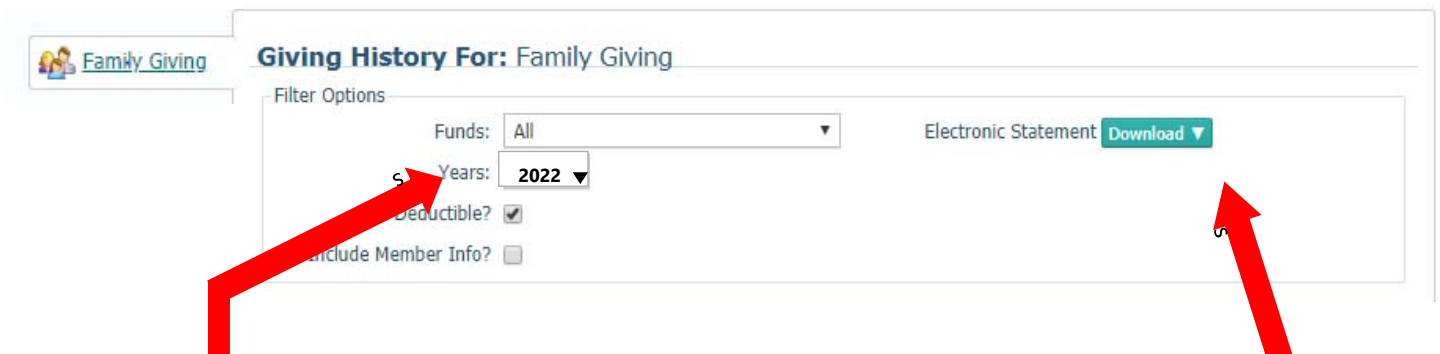 Family Giving
Giving History For: Family Giving
Filter Options
Funds: All
Electronic Statement Download
Years: 2022
S
Deductible?
S
Include Member Info?